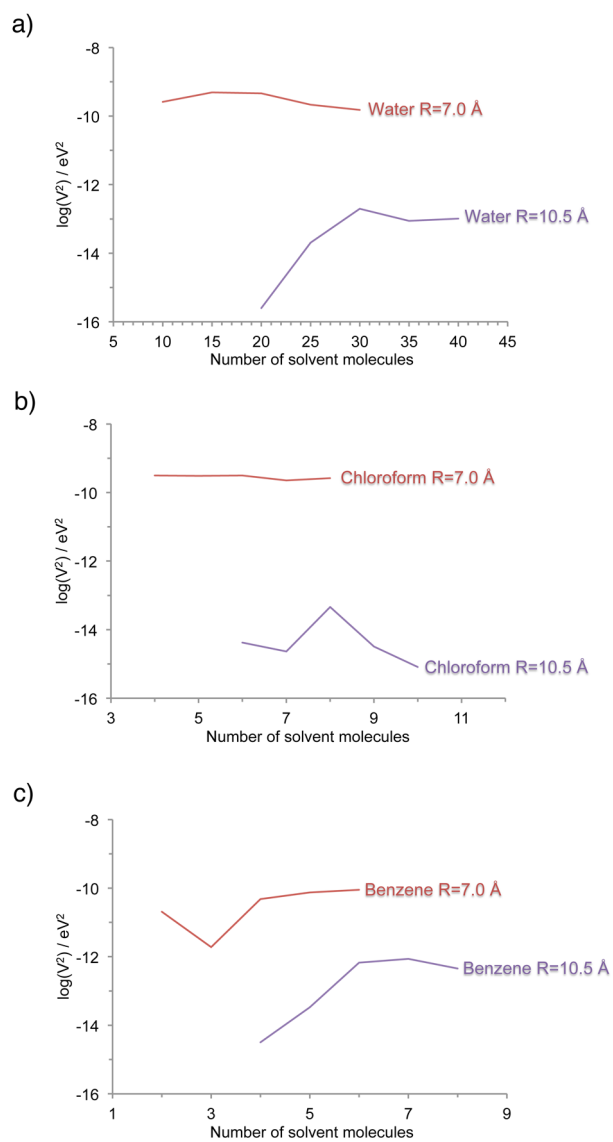 a)
-8
-10
-12
-14
-16
log(V²) / eV²
Water R=7.0 Å
Water R=10.5 Å
5 10 15 20 25 30 35 40 45
Number of solvent molecules
b)
-8
-10
-12
-14
-16
log(V²) / eV²
Chloroform R=7.0 Å
Chloroform R=10.5 Å
3 5 7 9 11
Number of solvent molecules
c)
-8
-10
-12
-14
-16
log(V²) / eV²
Benzene R=7.0 Å
Benzene R=10.5 Å
1 3 5 7 9
Number of solvent molecules